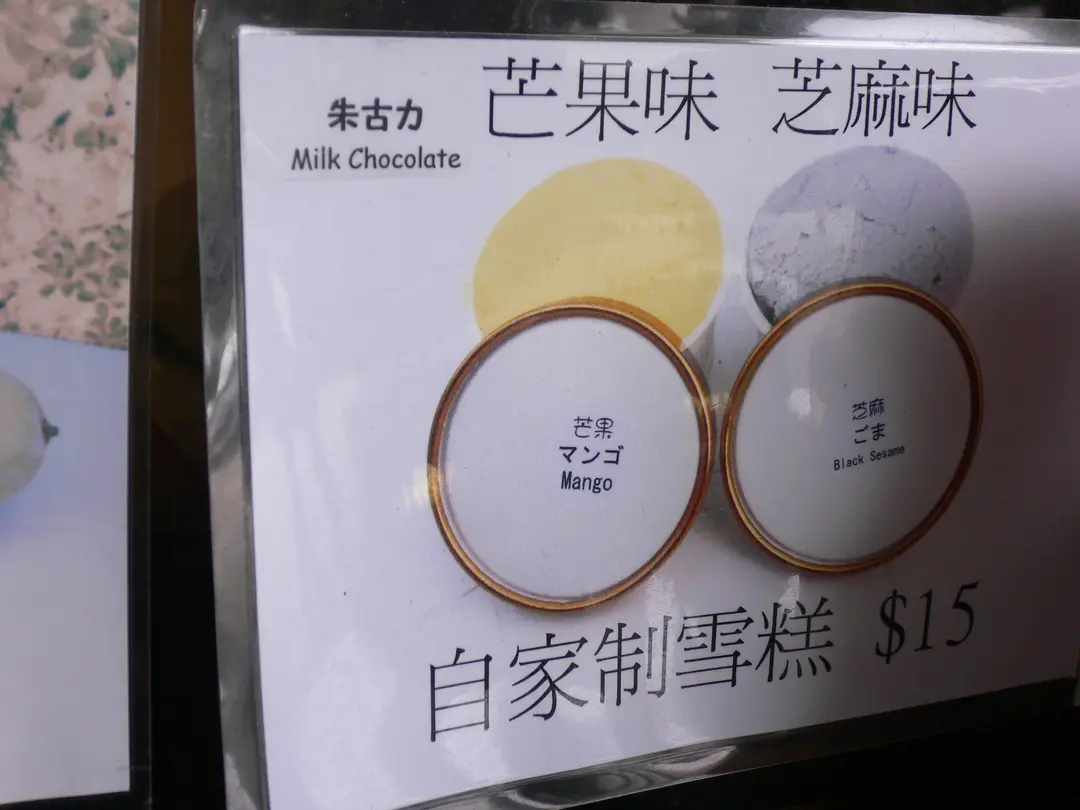 朱古力
Milk Chocolate
芒果味 芝麻味
芒果
マンゴ
Mango
芝麻
ごま
Black Sesame
自家制雪糕 $15